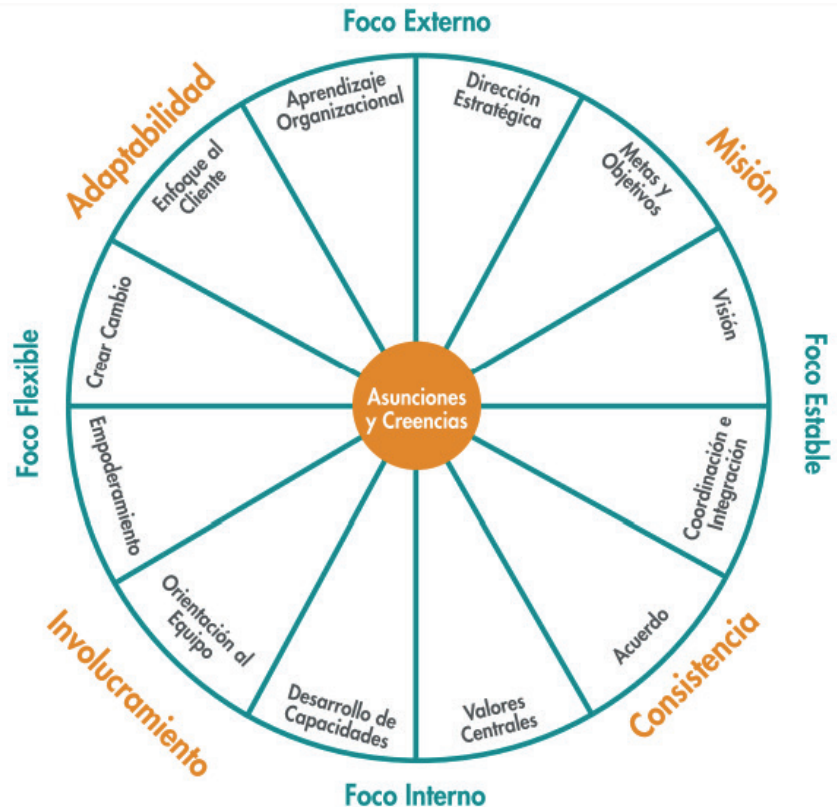 Foco Externo
Adaptabilidad
Misión
Aprendizaje
Organizacional
Dirección
Estratégica
Enfoque al
Cliente
Metas y
Objetivos
Crear Cambio
Visión
Foco Flexible
Asunciones
y Creencias
Foco Estable
Empoderamiento
Coordinación e
Integración
Orientación al
Equipo
Acuerdo
Desarrollo de
Capacidades
Valores
Centrales
Involucramiento
Consistencia
Foco Interno